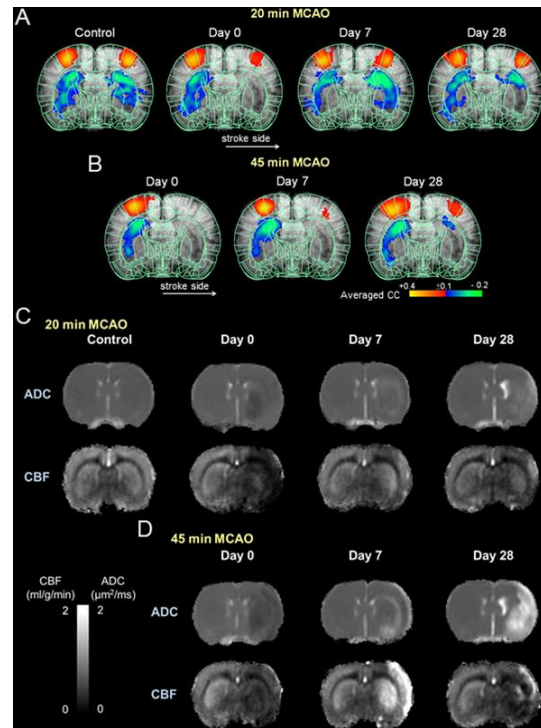 A
20 min MCAO
Control Day 0 Day 7 Day 28
stroke side
B
45 min MCAO
Day 0 Day 7 Day 28
stroke side
+0.4 ±0.1 - 0.2
Averaged CC
C
20 min MCAO
Control Day 0 Day 7 Day 28
ADC
CBF
D
45 min MCAO
Day 0 Day 7 Day 28
CBF ADC
(ml/g/min) (µm²/ms)
2 2
0 0
ADC
CBF